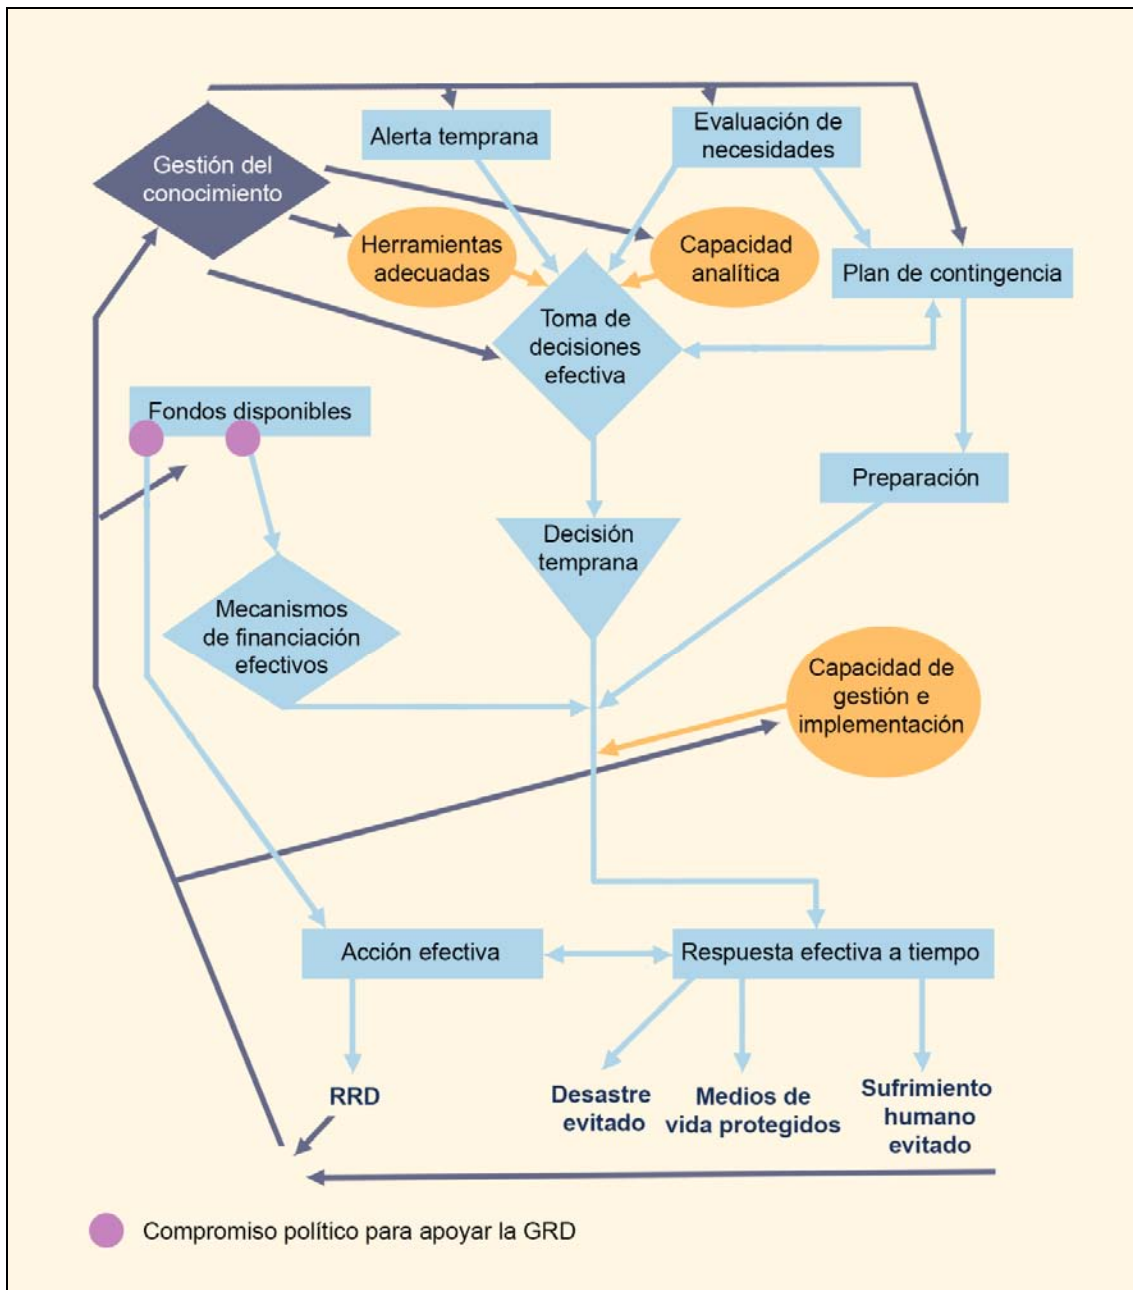 Alerta temprana
Evaluación de
necesidades
Gestión del
conocimiento
Herramientas
adecuadas
Capacidad
analítica
Plan de contingencia
Toma de
decisiones
efectiva
Fondos disponibles
Preparación
Decisión
temprana
Mecanismos
de financiación
efectivos
Capacidad de
gestión e
implementación
Acción efectiva
Respuesta efectiva a tiempo
RRD
Desastre
evitado
Medios de
vida protegidos
Sufrimiento
humano
evitado
Compromiso político para apoyar la GRD